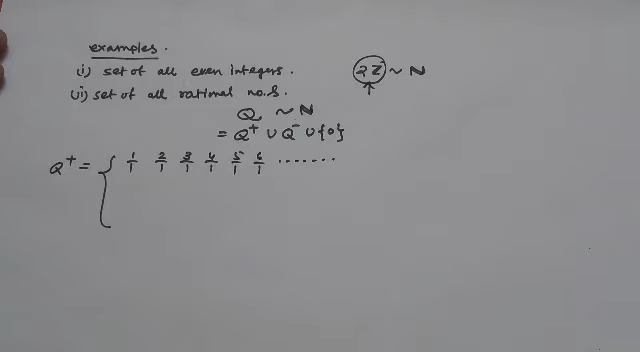 examples.
(i) set of all even integers. 2Z ~ N
(ii) set of all rational no.s.
Q ~ N
= Q⁺ ∪ Q⁻ ∪ {0}
Q⁺ = { 1/1 2/1 3/1 4/1 5/1 6/1 .......